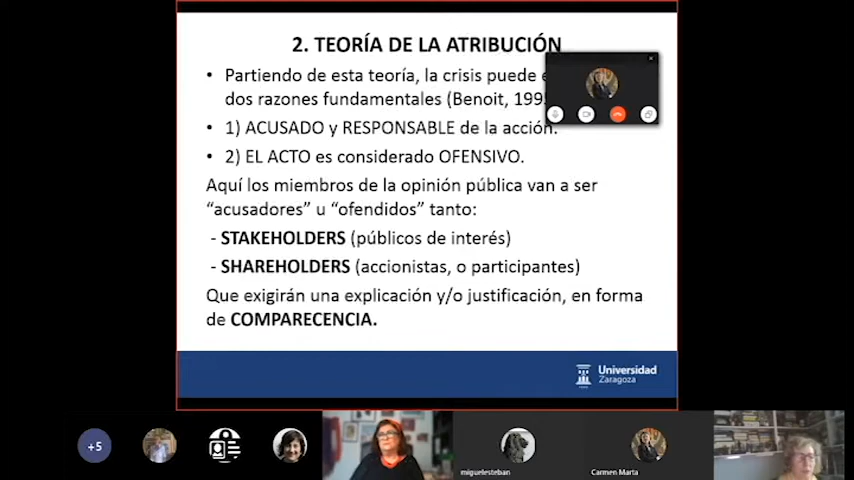 2. TEORÍA DE LA ATRIBUCIÓN
• Partiendo de esta teoría, la crisis puede
dos razones fundamentales (Benoit,
• 1) ACUSADO y RESPONSABLE de la acción.
• 2) EL ACTO es considerado OFENSIVO.
Aquí los miembros de la opinión pública van a ser
“acusadores” u “ofendidos” tanto:
- STAKEHOLDERS (públicos de interés)
- SHAREHOLDERS (accionistas, o participantes)
Que exigirán una explicación y/o justificación, en forma
de COMPARECENCIA.
Universidad
Zaragoza
+5
miguelesteban
Carmen Marta